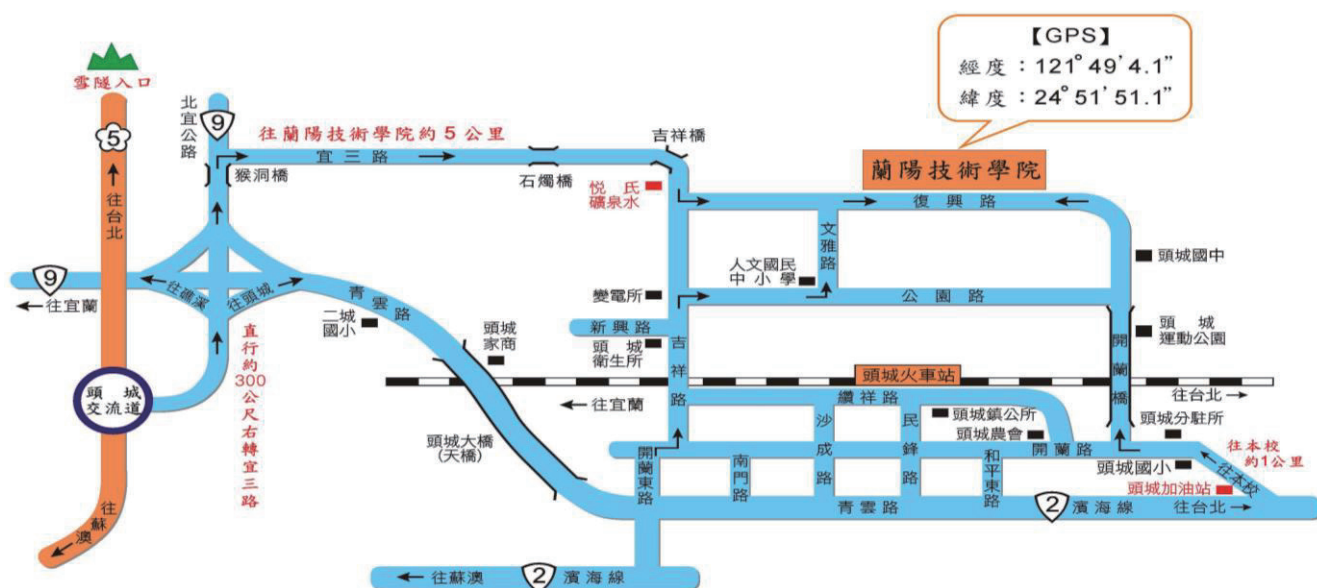 【GPS】
經度：121°49'4.1"
緯度：24°51'51.1"
雪隧入口
5
往台北
北宜公路
9
往蘭陽技術學院約5公里
宜三路
猴洞橋
石燭橋
吉祥橋
悦氏
礦泉水
蘭陽技術學院
復興路
文雅路
頭城國中
人文國民
中小學
公園路
變電所
新興路
頭城
衛生所
吉祥路
頭城
運動公園
開蘭橋
9
往宜蘭
往礁溪
往頭城
青雲路
二城
國小
頭城
家商
直行約300公尺右轉宜三路
頭城
交流道
往蘇澳
頭城大橋
(天橋)
往宜蘭
頭城火車站
往台北
纘祥路
沙成路
民鋒路
頭城鎮公所
頭城農會
頭城分駐所
開蘭路
開蘭東路
南門路
和平東路
頭城國小
往本校
約1公里
往本校
頭城加油站
青雲路
2
濱海線
往台北
往蘇澳
2
濱海線